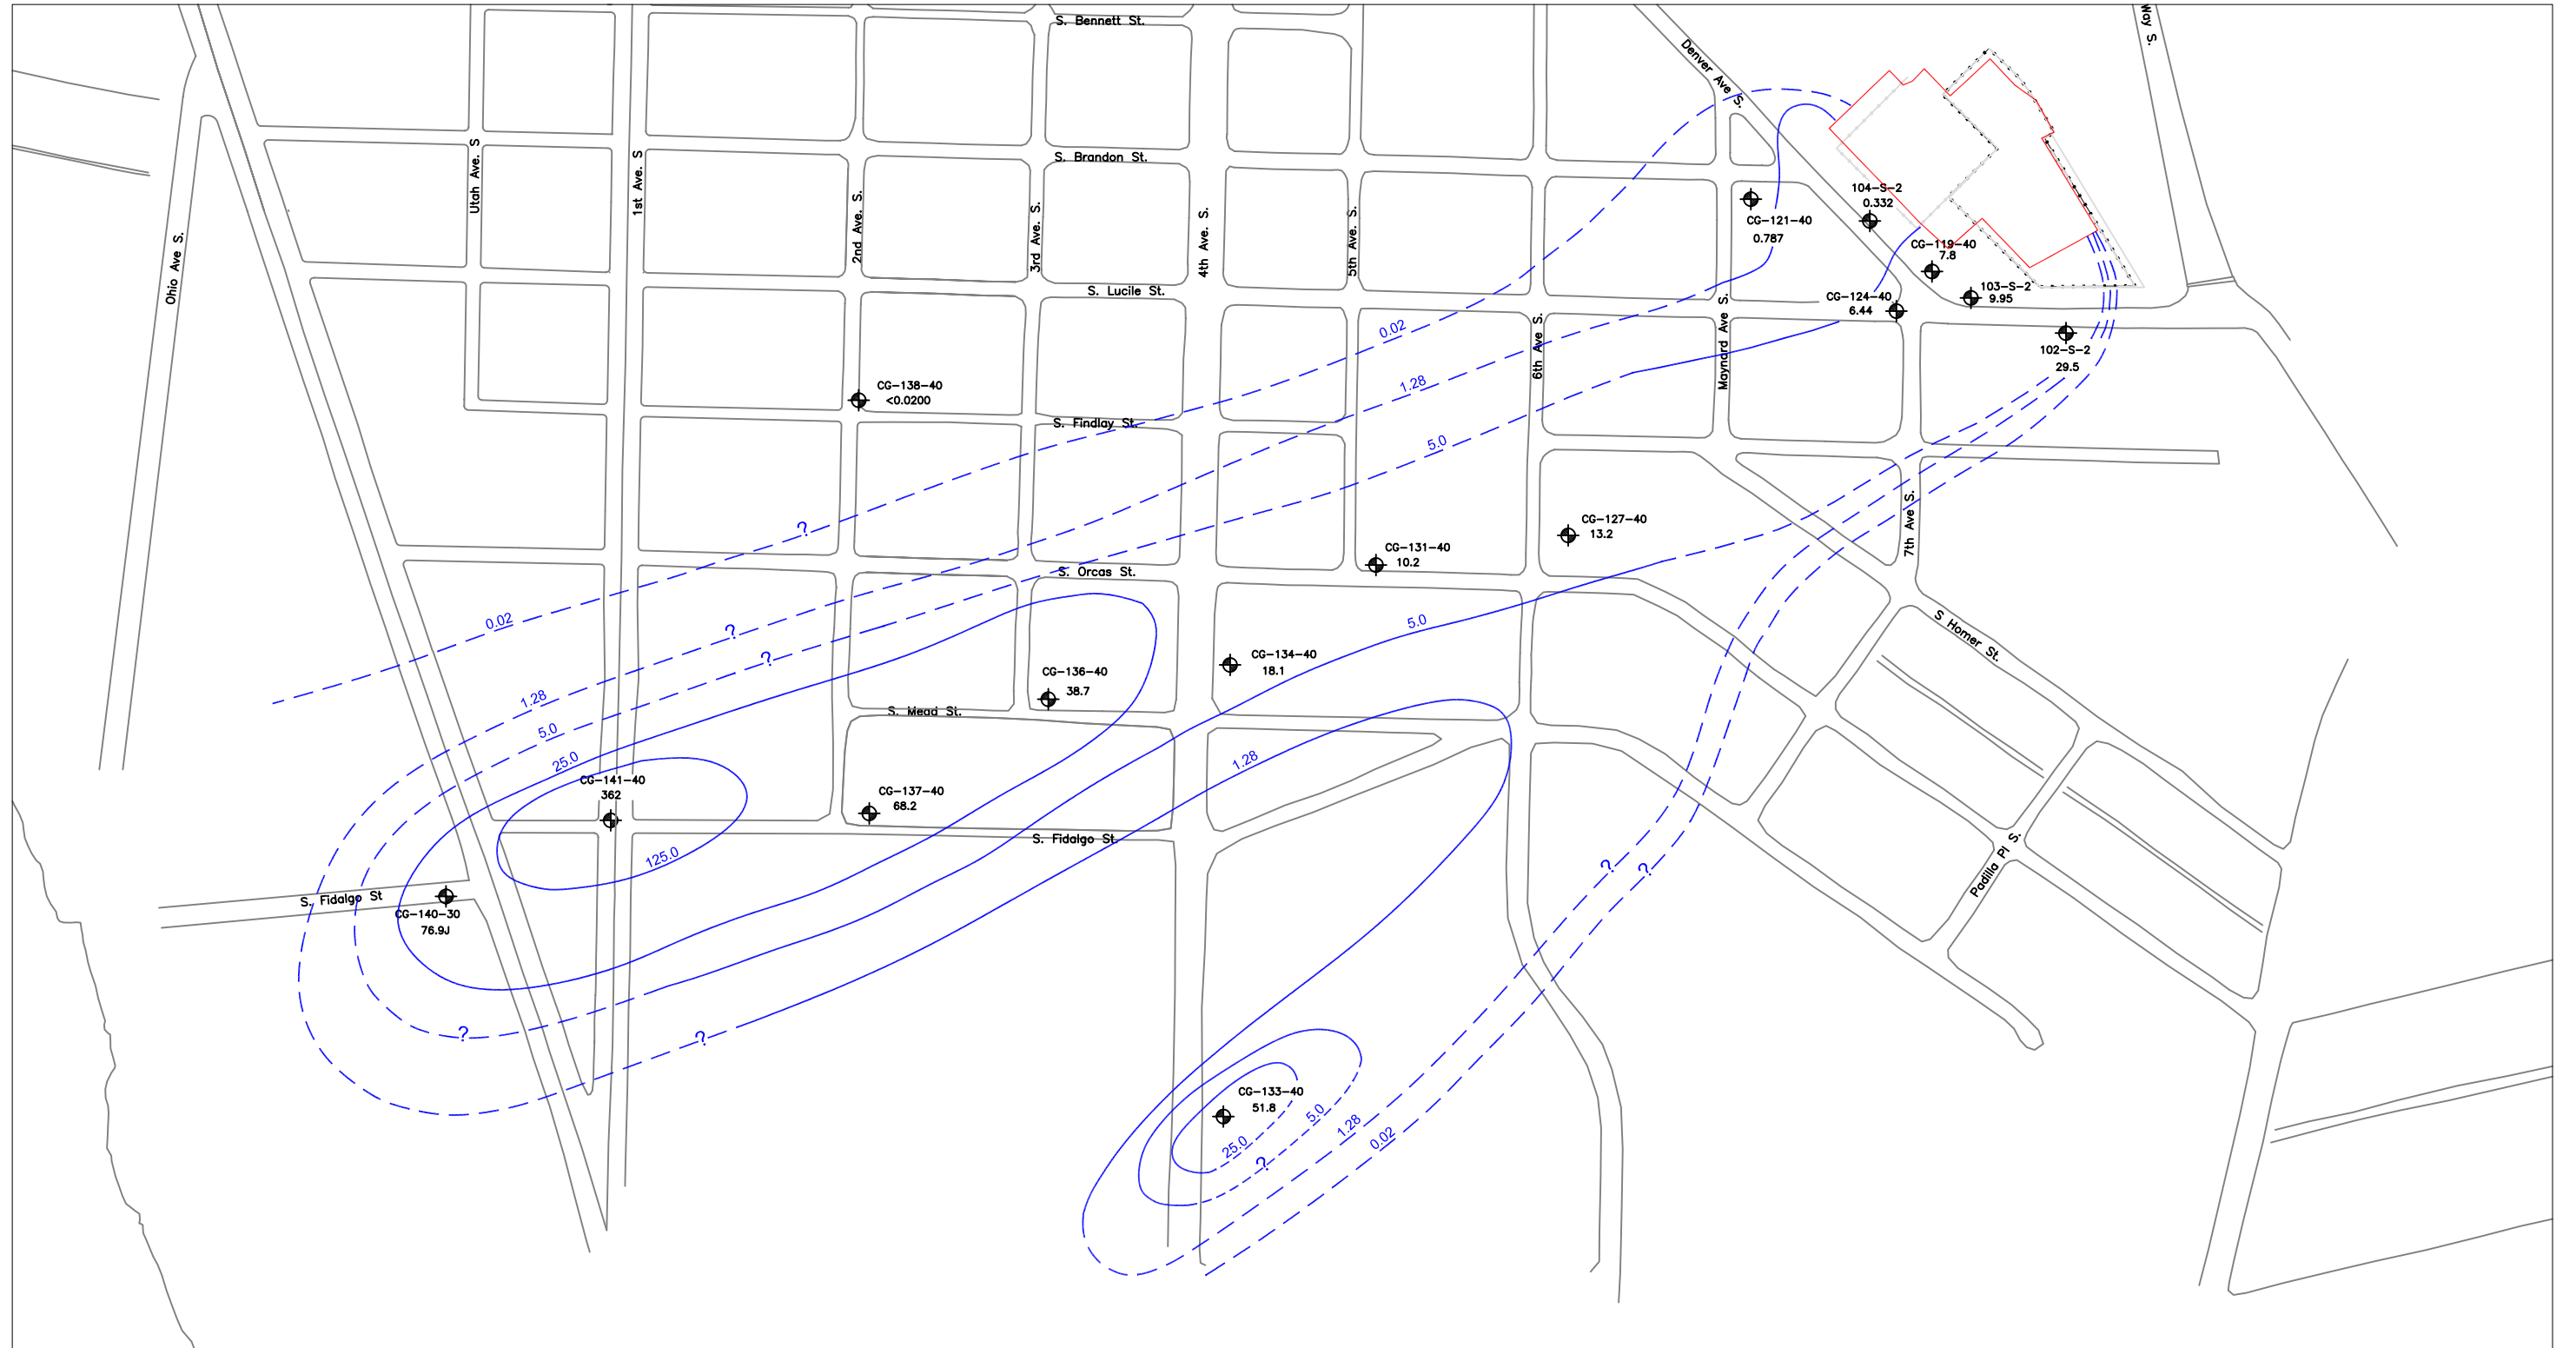 S. Bennett St.
Way S.
Denver Ave S.
S. Brandon St.
Utah Ave. S
1st Ave. S
2nd Ave. S.
3rd Ave. S.
4th Ave. S.
5th Ave. S.
Ohio Ave S.
104-S-2
0.332
CG-121-40
0.787
CG-119-40
7.8
103-S-2
9.95
CG-124-40
6.44
S. Lucile St.
0.02
6th Ave S.
Maynard Ave S.
102-S-2
29.5
CG-138-40
<0.0200
1.28
S. Findlay St.
5.0
?
7th Ave S.
CG-127-40
13.2
CG-131-40
10.2
S. Orcas St.
0.02
?
?
5.0
S Homer St.
CG-134-40
18.1
CG-136-40
38.7
1.28
S. Mead St.
5.0
25.0
1.28
CG-141-40
362
CG-137-40
68.2
125.0
S. Fidalgo St.
?
?
Padilla Pl S.
S. Fidalgo St
CG-140-30
76.9J
?
?
CG-133-40
51.8
5.0
25.0
?
1.28
0.02